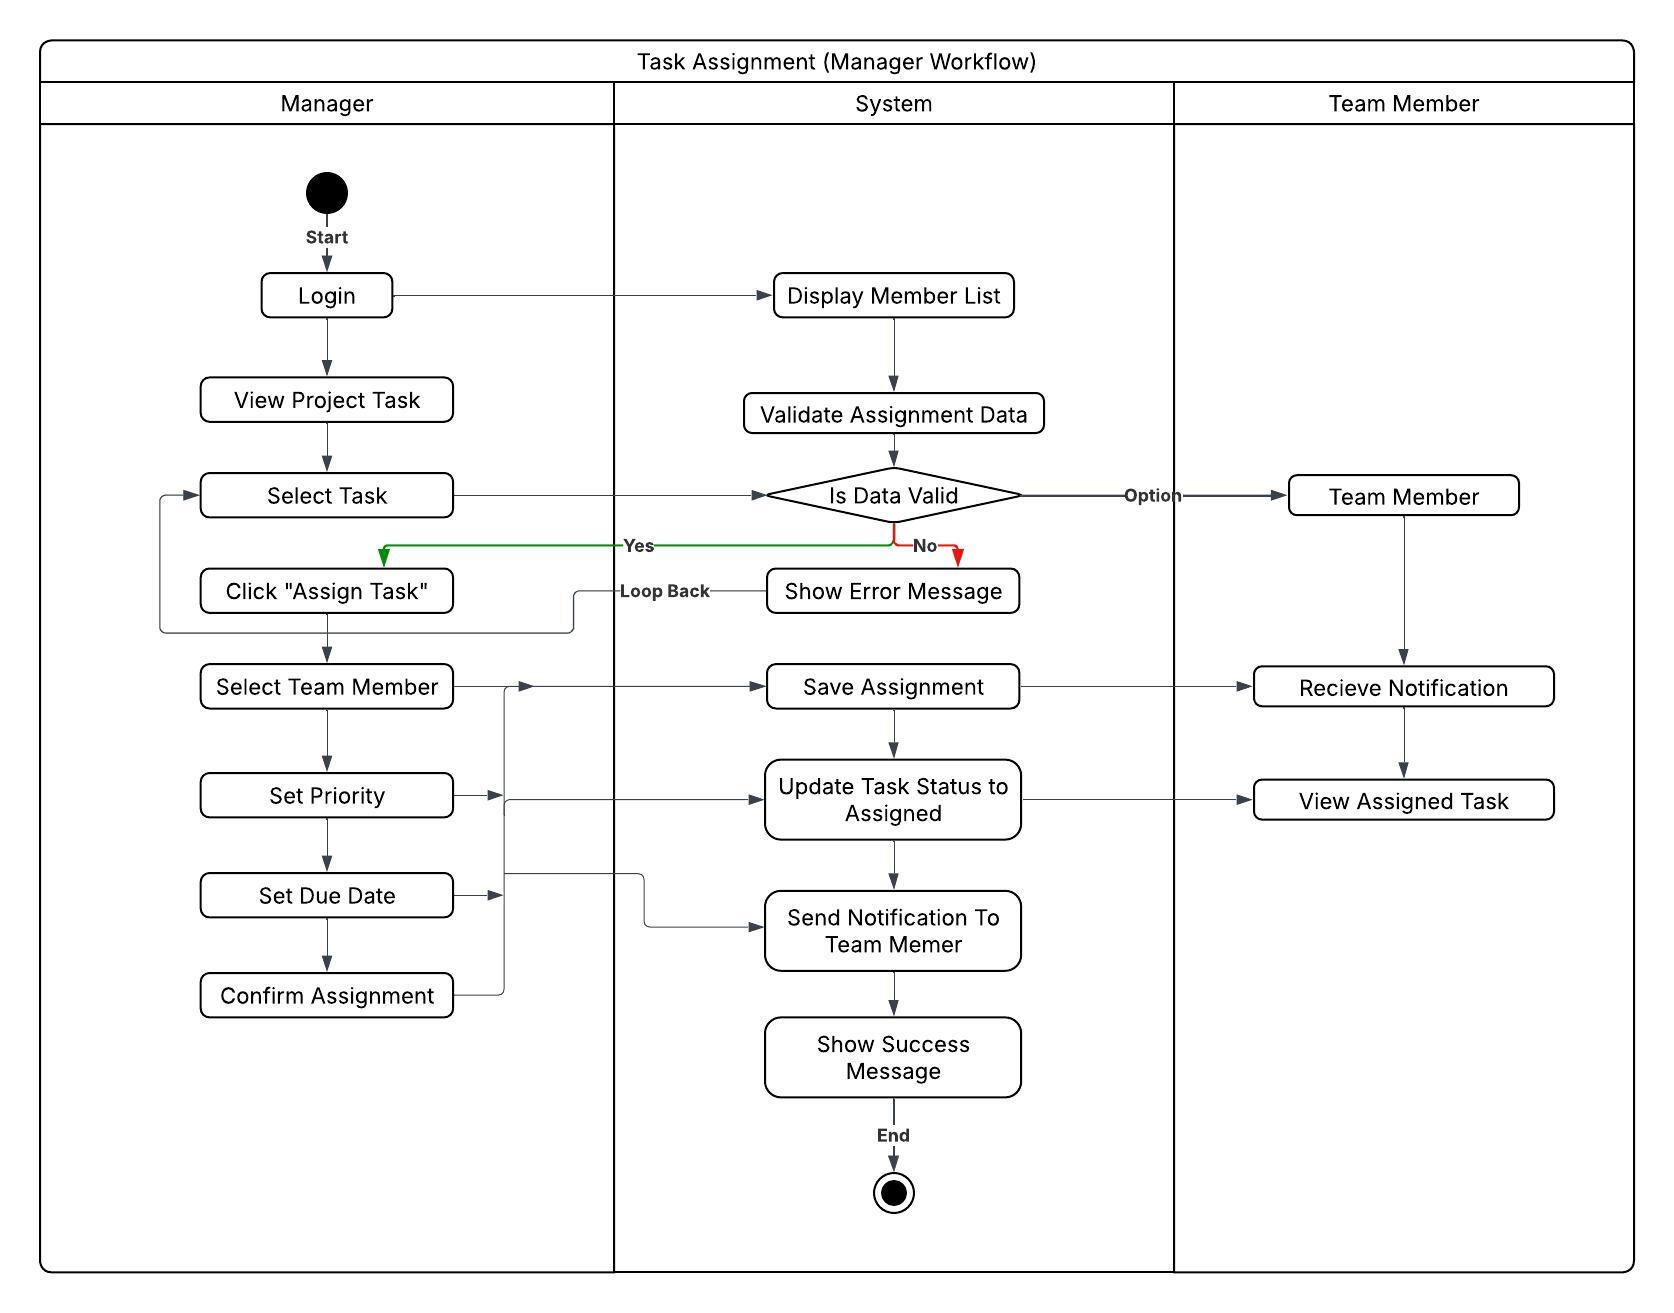 Task Assignment (Manager Workflow)
Manager
System
Team Member
Start
Login
Display Member List
View Project Task
Validate Assignment Data
Select Task
Is Data Valid
Option
Team Member
Yes
No
Click "Assign Task"
Loop Back
Show Error Message
Select Team Member
Save Assignment
Recieve Notification
Set Priority
Update Task Status to
Assigned
View Assigned Task
Set Due Date
Send Notification To
Team Memer
Confirm Assignment
Show Success
Message
End